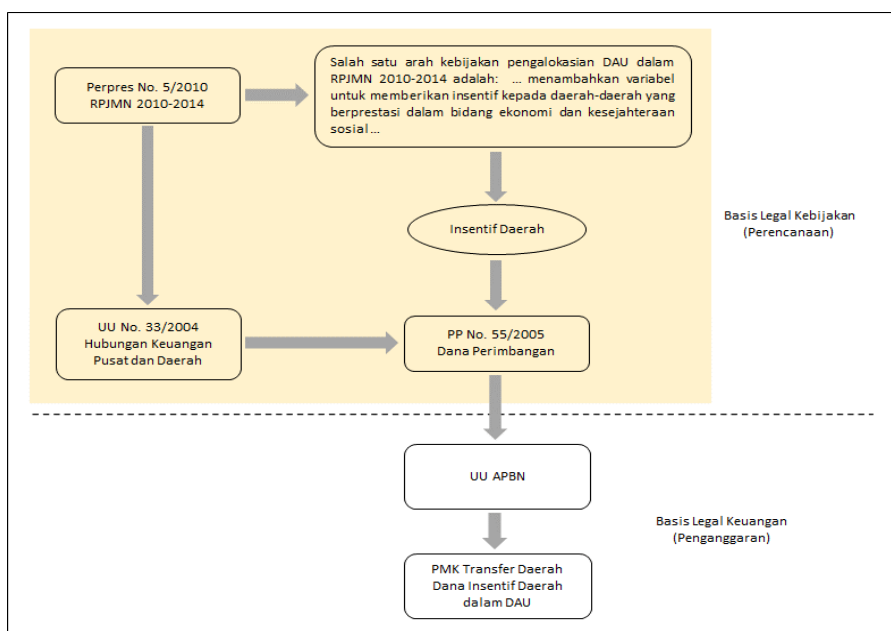 Perpres No. 5/2010
RPJMN 2010-2014
Salah satu arah kebijakan pengalokasian DAU dalam
RPJMN 2010-2014 adalah: ... menambahkan variabel
untuk memberikan insentif kepada daerah-daerah yang
berprestasi dalam bidang ekonomi dan kesejahteraan
sosial ...
Insentif Daerah
Basis Legal Kebijakan
(Perencanaan)
UU No. 33/2004
Hubungan Keuangan
Pusat dan Daerah
PP No. 55/2005
Dana Perimbangan
UU APBN
Basis Legal Keuangan
(Penganggaran)
PMK Transfer Daerah
Dana Insentif Daerah
dalam DAU